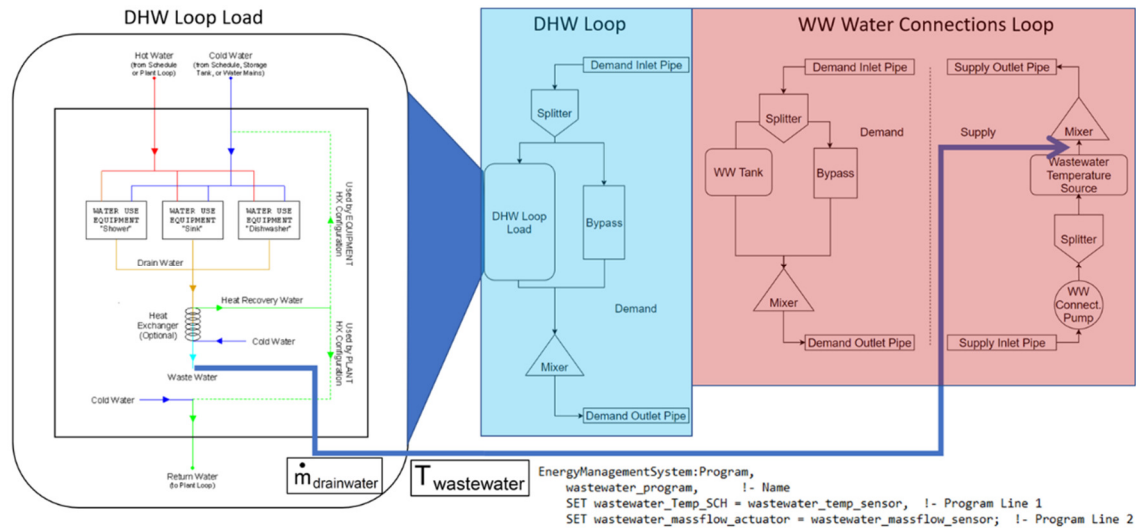 DHW Loop Load
DHW Loop
WW Water Connections Loop
Hot Water
(from Schedule
or Plant Loop)
Cold Water
(from Schedule, Storage
Tank, or Water Mains)
WATER USE
EQUIPMENT
"Shower"
WATER USE
EQUIPMENT
"Sink"
WATER USE
EQUIPMENT
"Dishwasher"
Used by EQUIPMENT
HX Configuration
Drain Water
Heat Recovery Water
Heat
Exchanger
(Optional)
Cold Water
Used by PLANT
HX Configuration
Waste Water
Cold Water
Return Water
(to Plant Loop)
ṁ drainwater
T wastewater
Demand Inlet Pipe
Splitter
DHW Loop
Load
Bypass
Demand
Mixer
Demand Outlet Pipe
Demand Inlet Pipe
Splitter
Demand
WW Tank
Bypass
Mixer
Demand Outlet Pipe
Supply Outlet Pipe
Mixer
Supply
Wastewater
Temperature
Source
Splitter
WW
Connect.
Pump
Supply Inlet Pipe
EnergyManagementSystem:Program,
wastewater_program, !- Name
SET wastewater_Temp_SCH = wastewater_temp_sensor, !- Program Line 1
SET wastewater_massflow_actuator = wastewater_massflow_sensor; !- Program Line 2